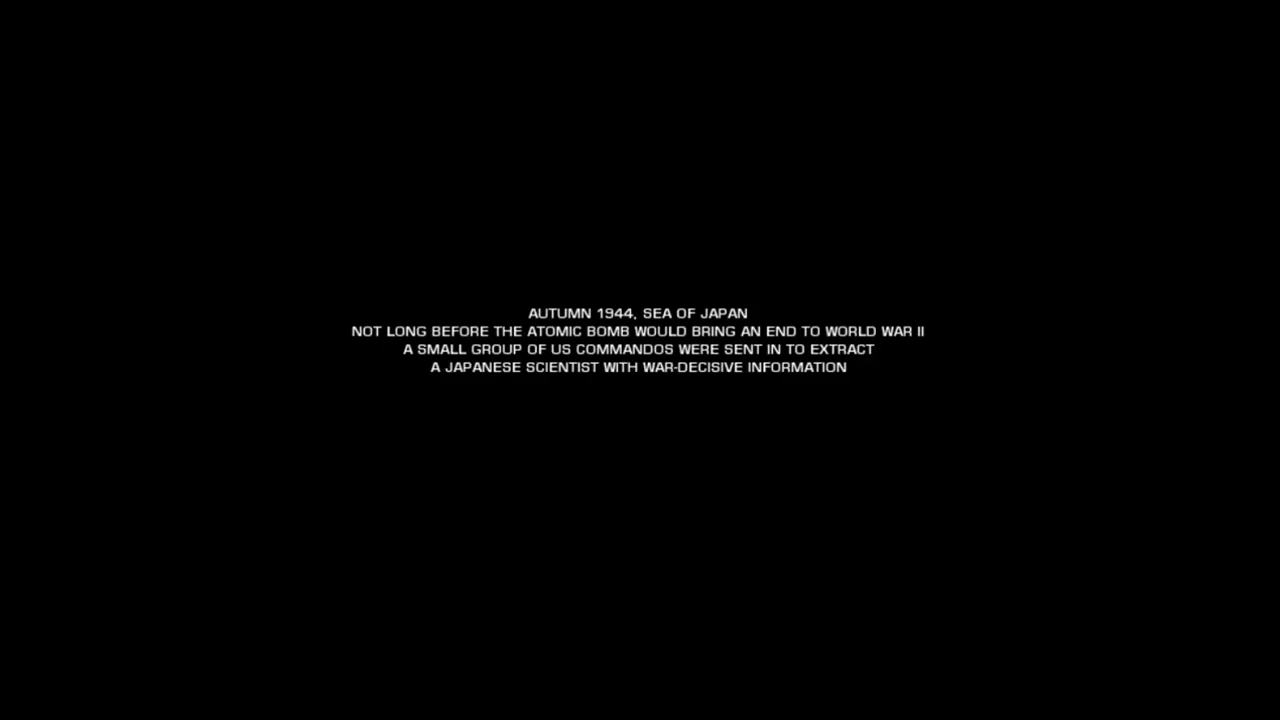 AUTUMN 1944, SEA OF JAPAN
NOT LONG BEFORE THE ATOMIC BOMB WOULD BRING AN END TO WORLD WAR II
A SMALL GROUP OF US COMMANDOS WERE SENT IN TO EXTRACT
A JAPANESE SCIENTIST WITH WAR-DECISIVE INFORMATION